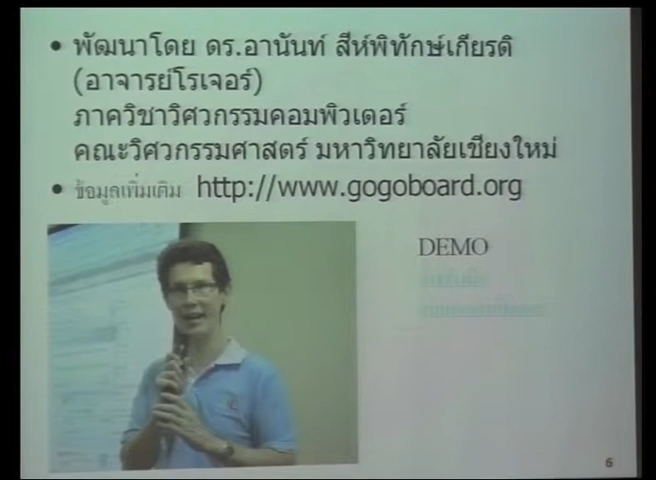 • พัฒนาโดย ดร.อานันท์ สีห์พิทักษ์เกียรติ
(อาจารย์โรเจอร์)
ภาควิชาวิศวกรรมคอมพิวเตอร์
คณะวิศวกรรมศาสตร์ มหาวิทยาลัยเชียงใหม่
• ข้อมูลเพิ่มเติม http://www.gogoboard.org
DEMO
6